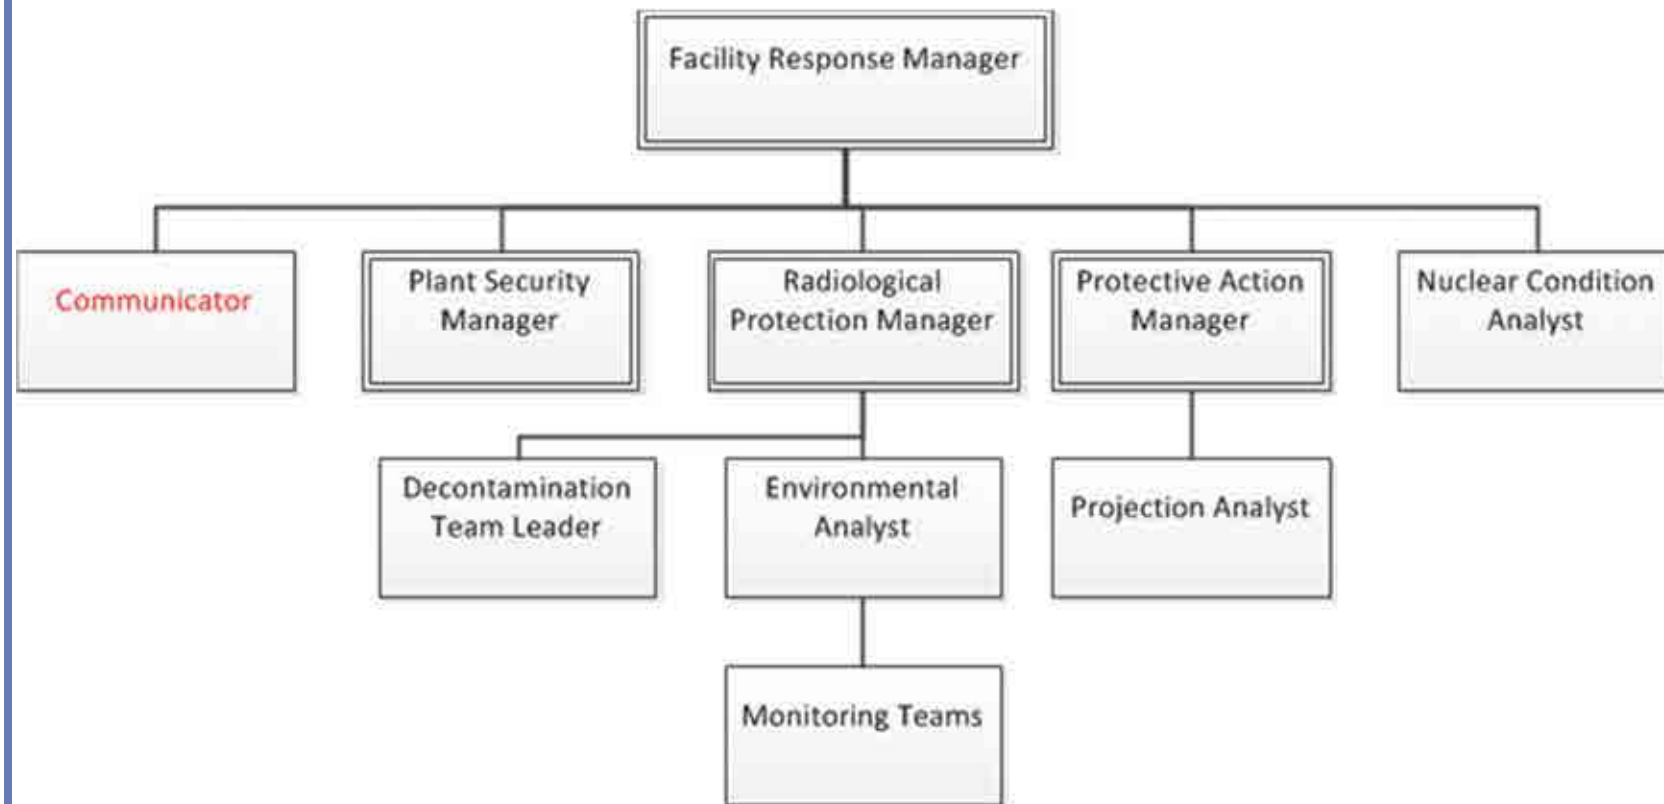 Facility Response Manager
Communicator
Plant Security
Manager
Radiological
Protection Manager
Protective Action
Manager
Nuclear Condition
Analyst
Decontamination
Team Leader
Environmental
Analyst
Projection Analyst
Monitoring Teams